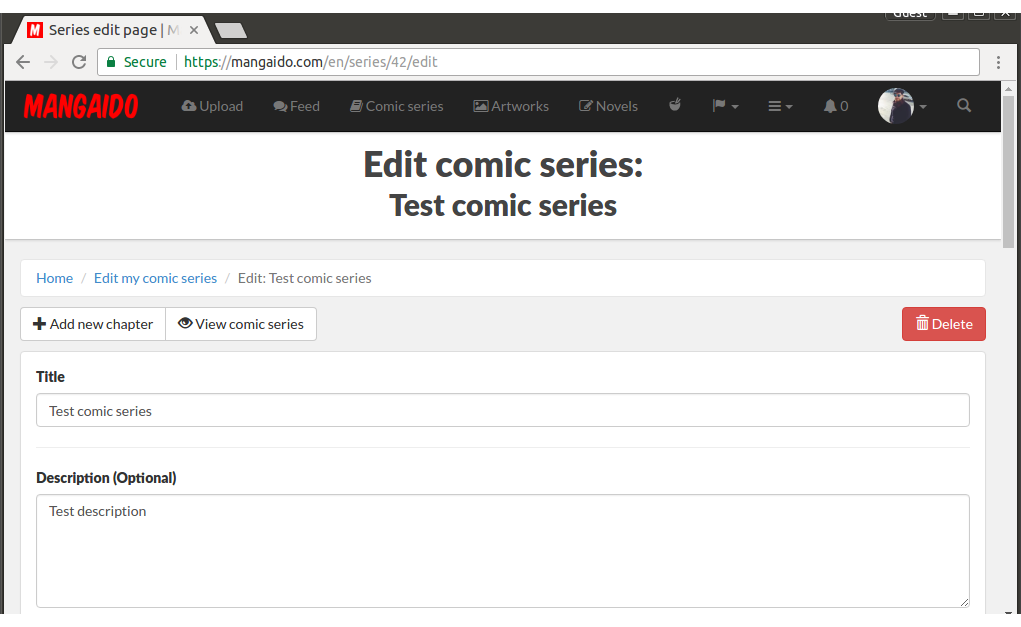 Guest
Series edit page | M
Secure https://mangaido.com/en/series/42/edit
MANGAIDO Upload Feed Comic series Artworks Novels 0
Edit comic series:
Test comic series
Home / Edit my comic series / Edit: Test comic series
Add new chapter View comic series Delete
Title
Test comic series
Description (Optional)
Test description